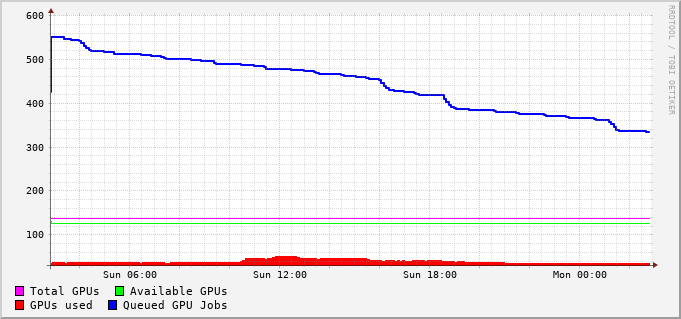 600
500
400
300
200
100
Sun 06:00 Sun 12:00 Sun 18:00 Mon 00:00
Total GPUs Available GPUs
GPUs used Queued GPU Jobs
RRDTOOL / TOBI OETIKER